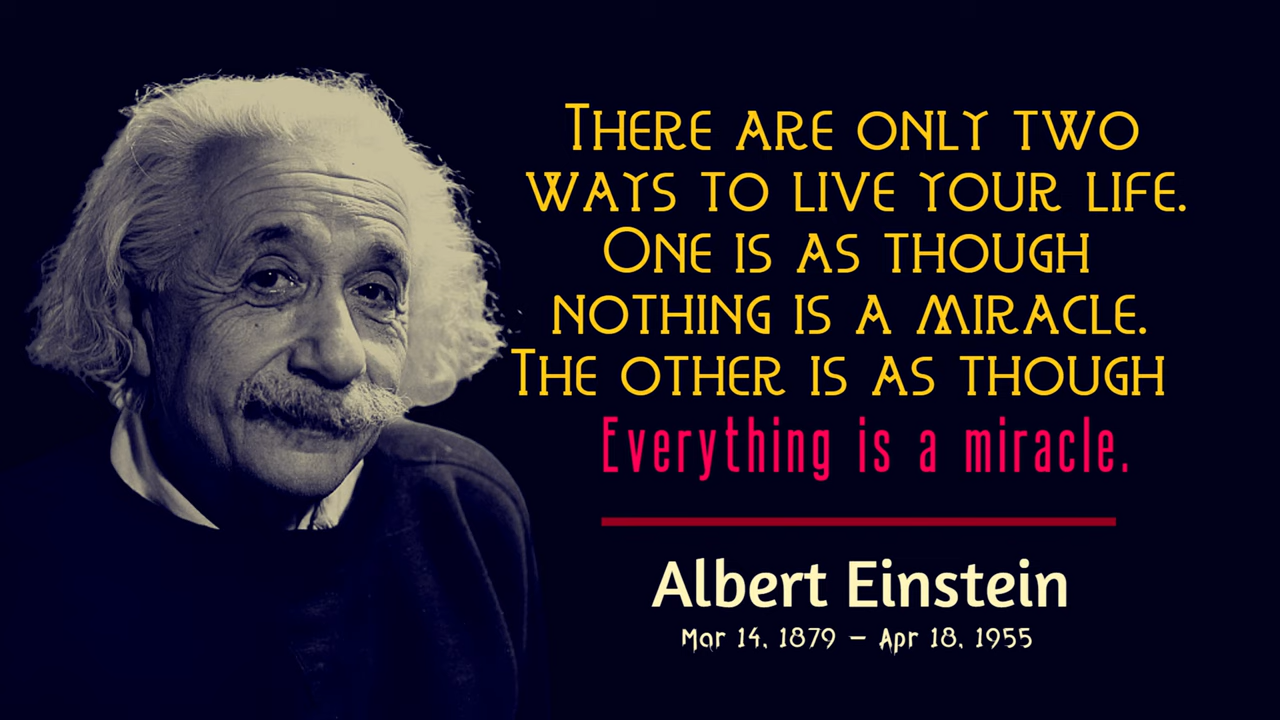 There are only two
ways to live your life.
One is as though
nothing is a miracle.
The other is as though
Everything is a miracle.
Albert Einstein
Mar 14, 1879 – Apr 18, 1955